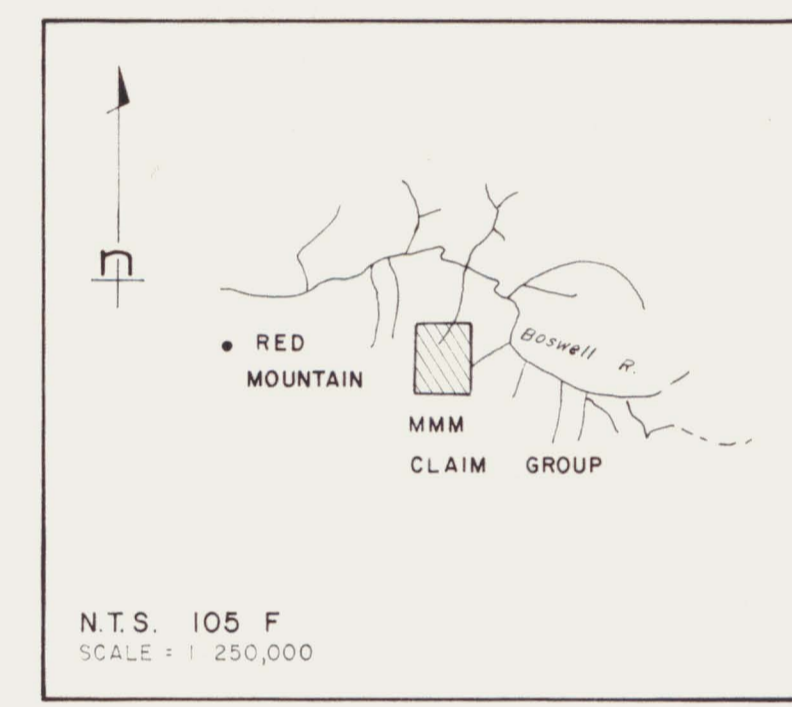 n
RED
MOUNTAIN
Boswell R.
MMM
CLAIM GROUP
N.T.S. 105 F
SCALE = 1 250,000